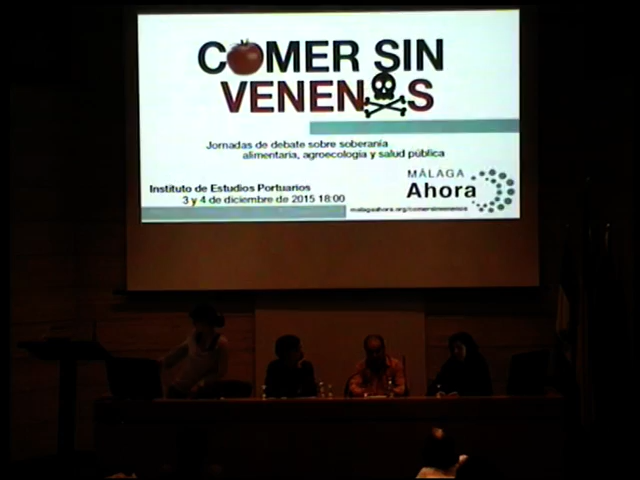 COMER SIN
VENENOS
Jornadas de debate sobre soberanía
alimentaria, agroecología y salud pública
Instituto de Estudios Portuarios
3 y 4 de diciembre de 2015 18:00
MÁLAGA
Ahora
malagaahora.org/comersinvenenos